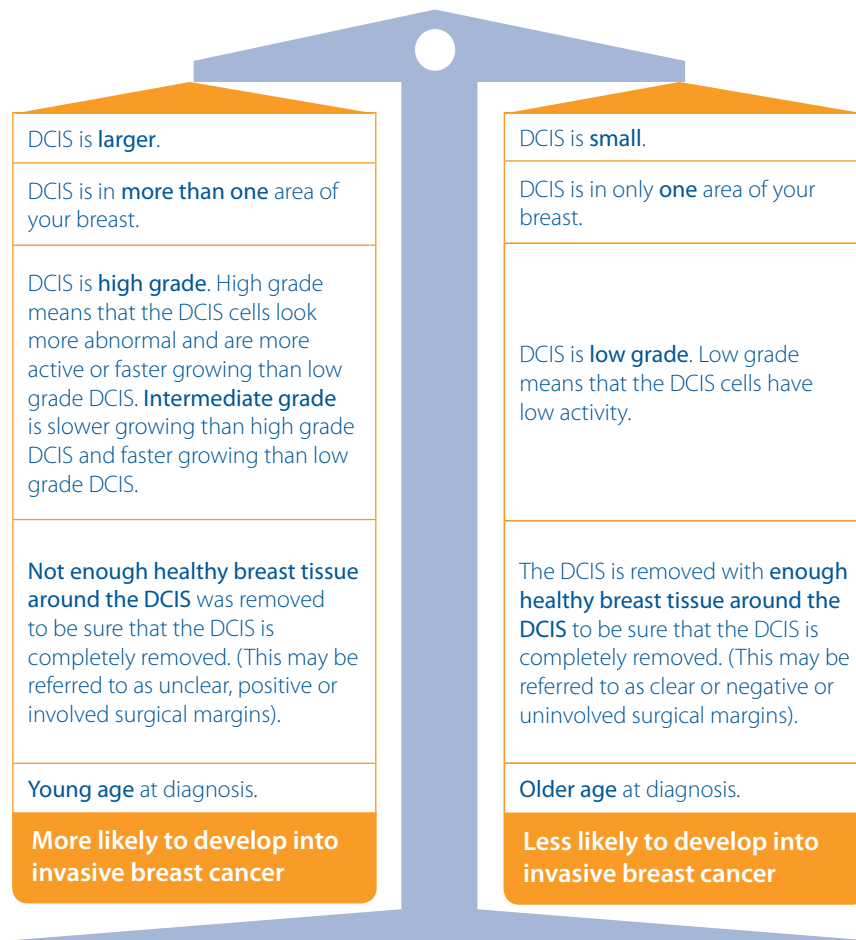 DCIS is larger.
DCIS is in more than one area of
your breast.
DCIS is high grade. High grade
means that the DCIS cells look
more abnormal and are more
active or faster growing than low
grade DCIS. Intermediate grade
is slower growing than high grade
DCIS and faster growing than low
grade DCIS.
Not enough healthy breast tissue
around the DCIS was removed
to be sure that the DCIS is
completely removed. (This may be
referred to as unclear, positive or
involved surgical margins).
Young age at diagnosis.
More likely to develop into
invasive breast cancer
DCIS is small.
DCIS is in only one area of your
breast.
DCIS is low grade. Low grade
means that the DCIS cells have
low activity.
The DCIS is removed with enough
healthy breast tissue around the
DCIS to be sure that the DCIS is
completely removed. (This may be
referred to as clear or negative or
uninvolved surgical margins).
Older age at diagnosis.
Less likely to develop into
invasive breast cancer